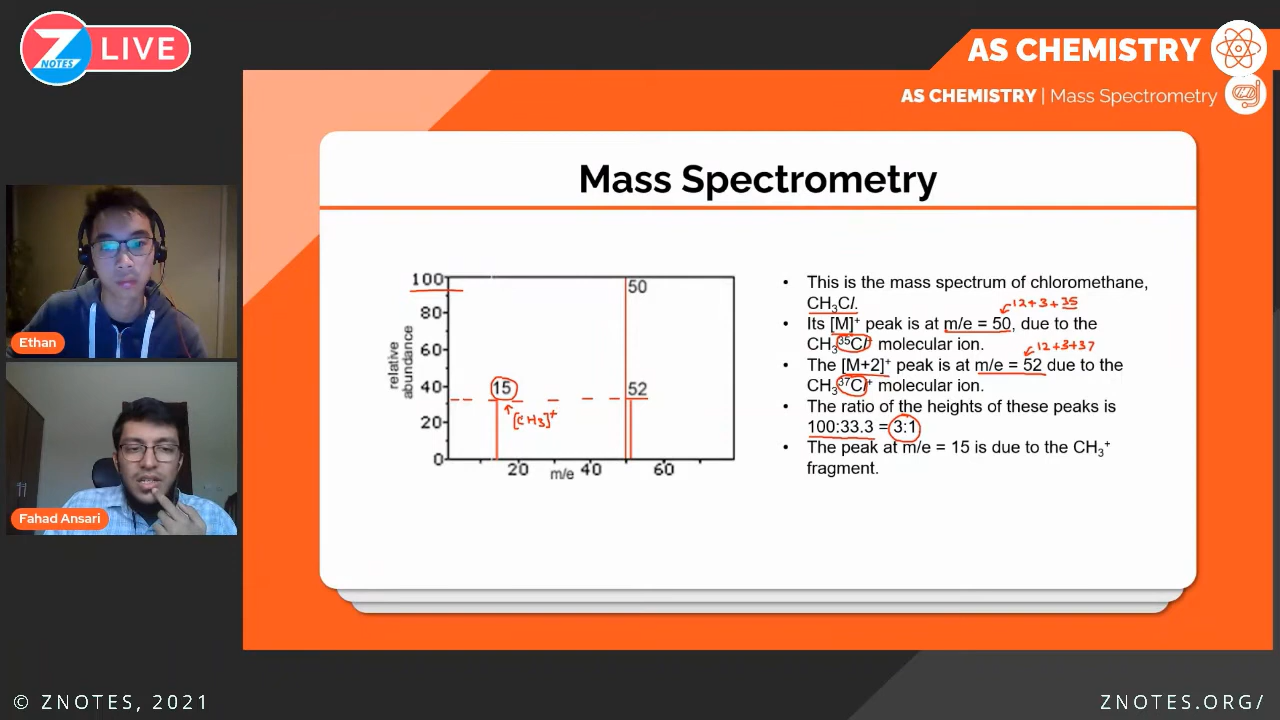 Z NOTES LIVE
AS CHEMISTRY
AS CHEMISTRY | Mass Spectrometry
Mass Spectrometry
Ethan
Fahad Ansari
relative abundance
100
80
60
40
20
0
20
40
60
m/e
50
52
15
[CH₃]⁺
• This is the mass spectrum of chloromethane,
CH₃Cl.
12+3+35
• Its [M]⁺ peak is at m/e = 50, due to the
CH₃³⁵Cl⁺ molecular ion.
12+3+37
• The [M+2]⁺ peak is at m/e = 52 due to the
CH₃³⁷Cl⁺ molecular ion.
• The ratio of the heights of these peaks is
100:33.3 = 3:1
• The peak at m/e = 15 is due to the CH₃⁺
fragment.
© ZNOTES, 2021
ZNOTES.ORG/